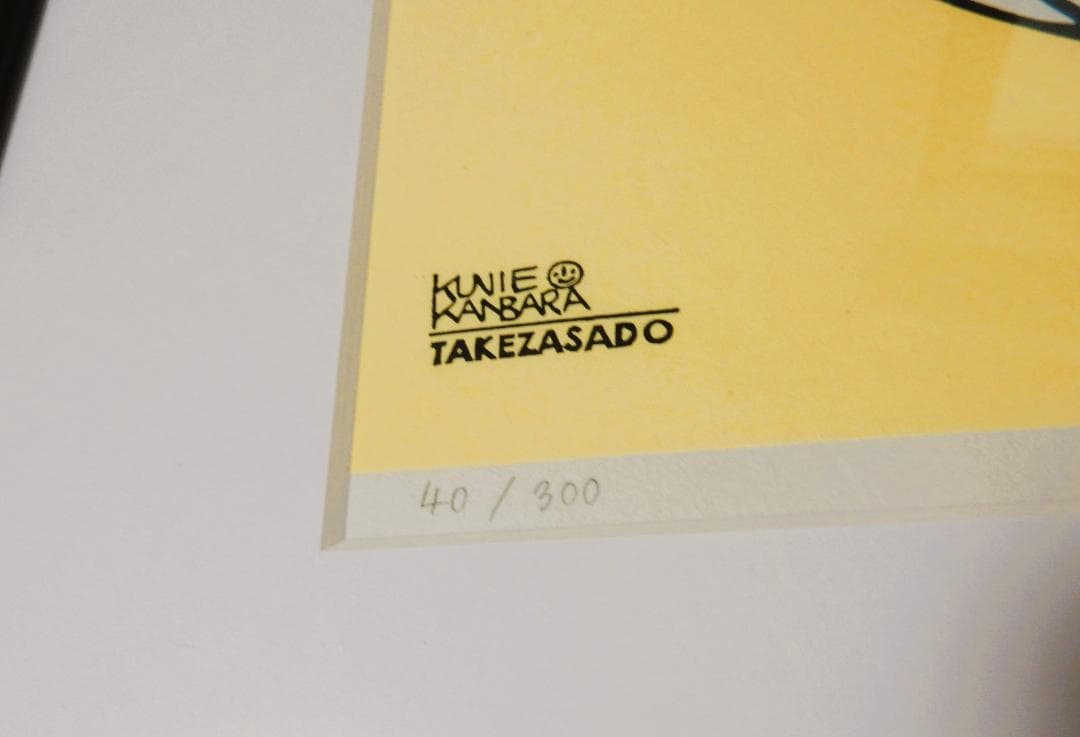 KUNIE
KANBARA
TAKEZASADO
40 / 300